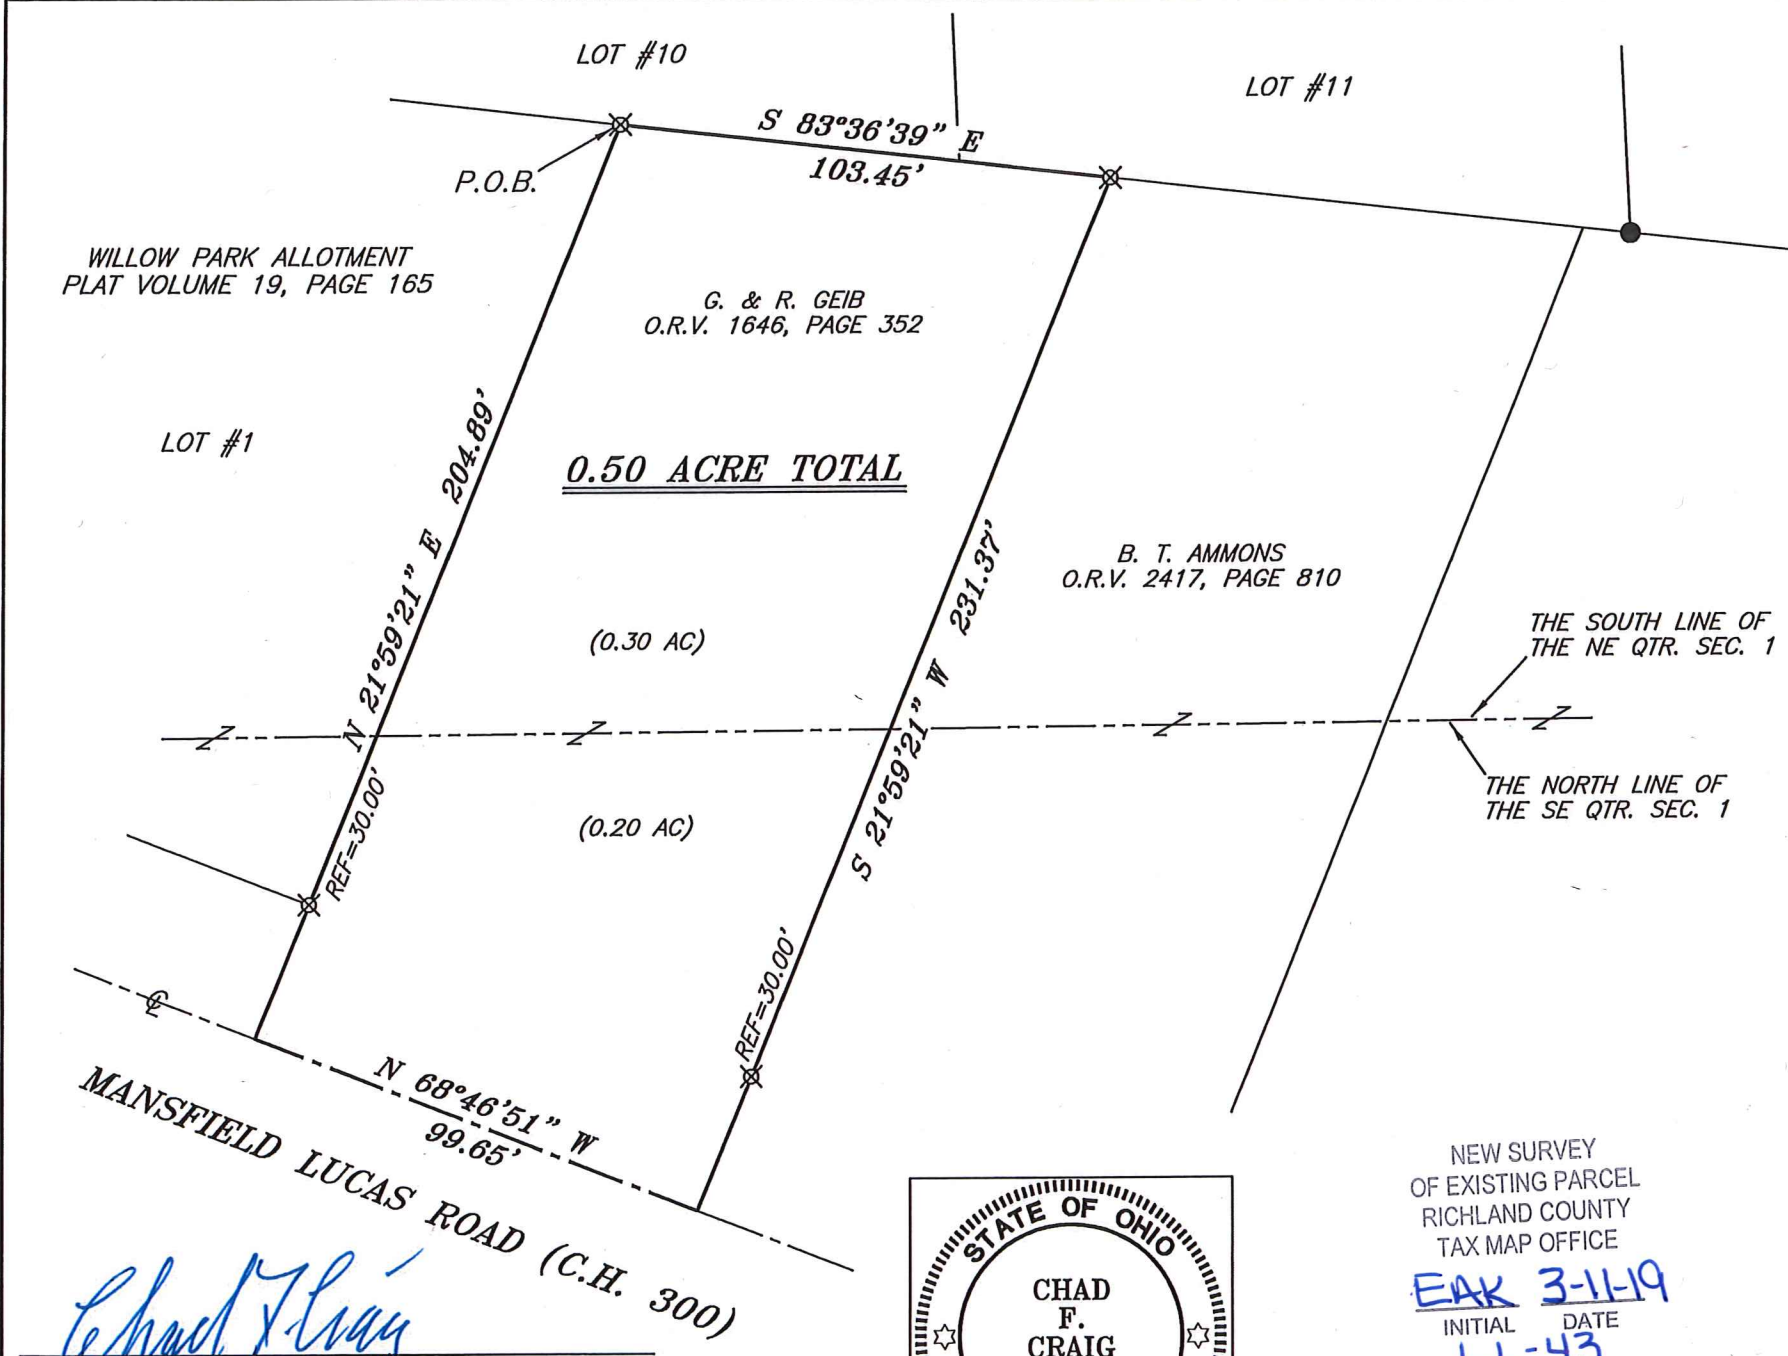 LOT #10
LOT #11
S 83°36'39" E
103.45'
P.O.B.
WILLOW PARK ALLOTMENT
PLAT VOLUME 19, PAGE 165
G. & R. GEIB
O.R.V. 1646, PAGE 352
LOT #1
N 21°59'21" E 204.89'
0.50 ACRE TOTAL
S 21°59'21" W 231.37'
B. T. AMMONS
O.R.V. 2417, PAGE 810
(0.30 AC)
THE SOUTH LINE OF
THE NE QTR. SEC. 1
THE NORTH LINE OF
THE SE QTR. SEC. 1
REF=30.00'
(0.20 AC)
REF=30.00'
℄
N 68°46'51" W
99.65'
MANSFIELD LUCAS ROAD (C.H. 300)
STATE OF OHIO
CHAD
F.
CRAIG
NEW SURVEY
OF EXISTING PARCEL
RICHLAND COUNTY
TAX MAP OFFICE
EAK 3-11-19
INITIAL DATE
Chad F Craig